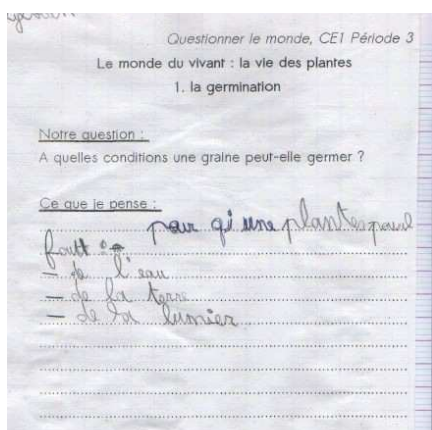 Questionner le monde, CE1 Période 3
Le monde du vivant : la vie des plantes
1. la germination
Notre question :
A quelles conditions une graine peut-elle germer ?
Ce que je pense :
pour qi une plante
fautt :
- de l'eau
- de la terre
- de la lumier